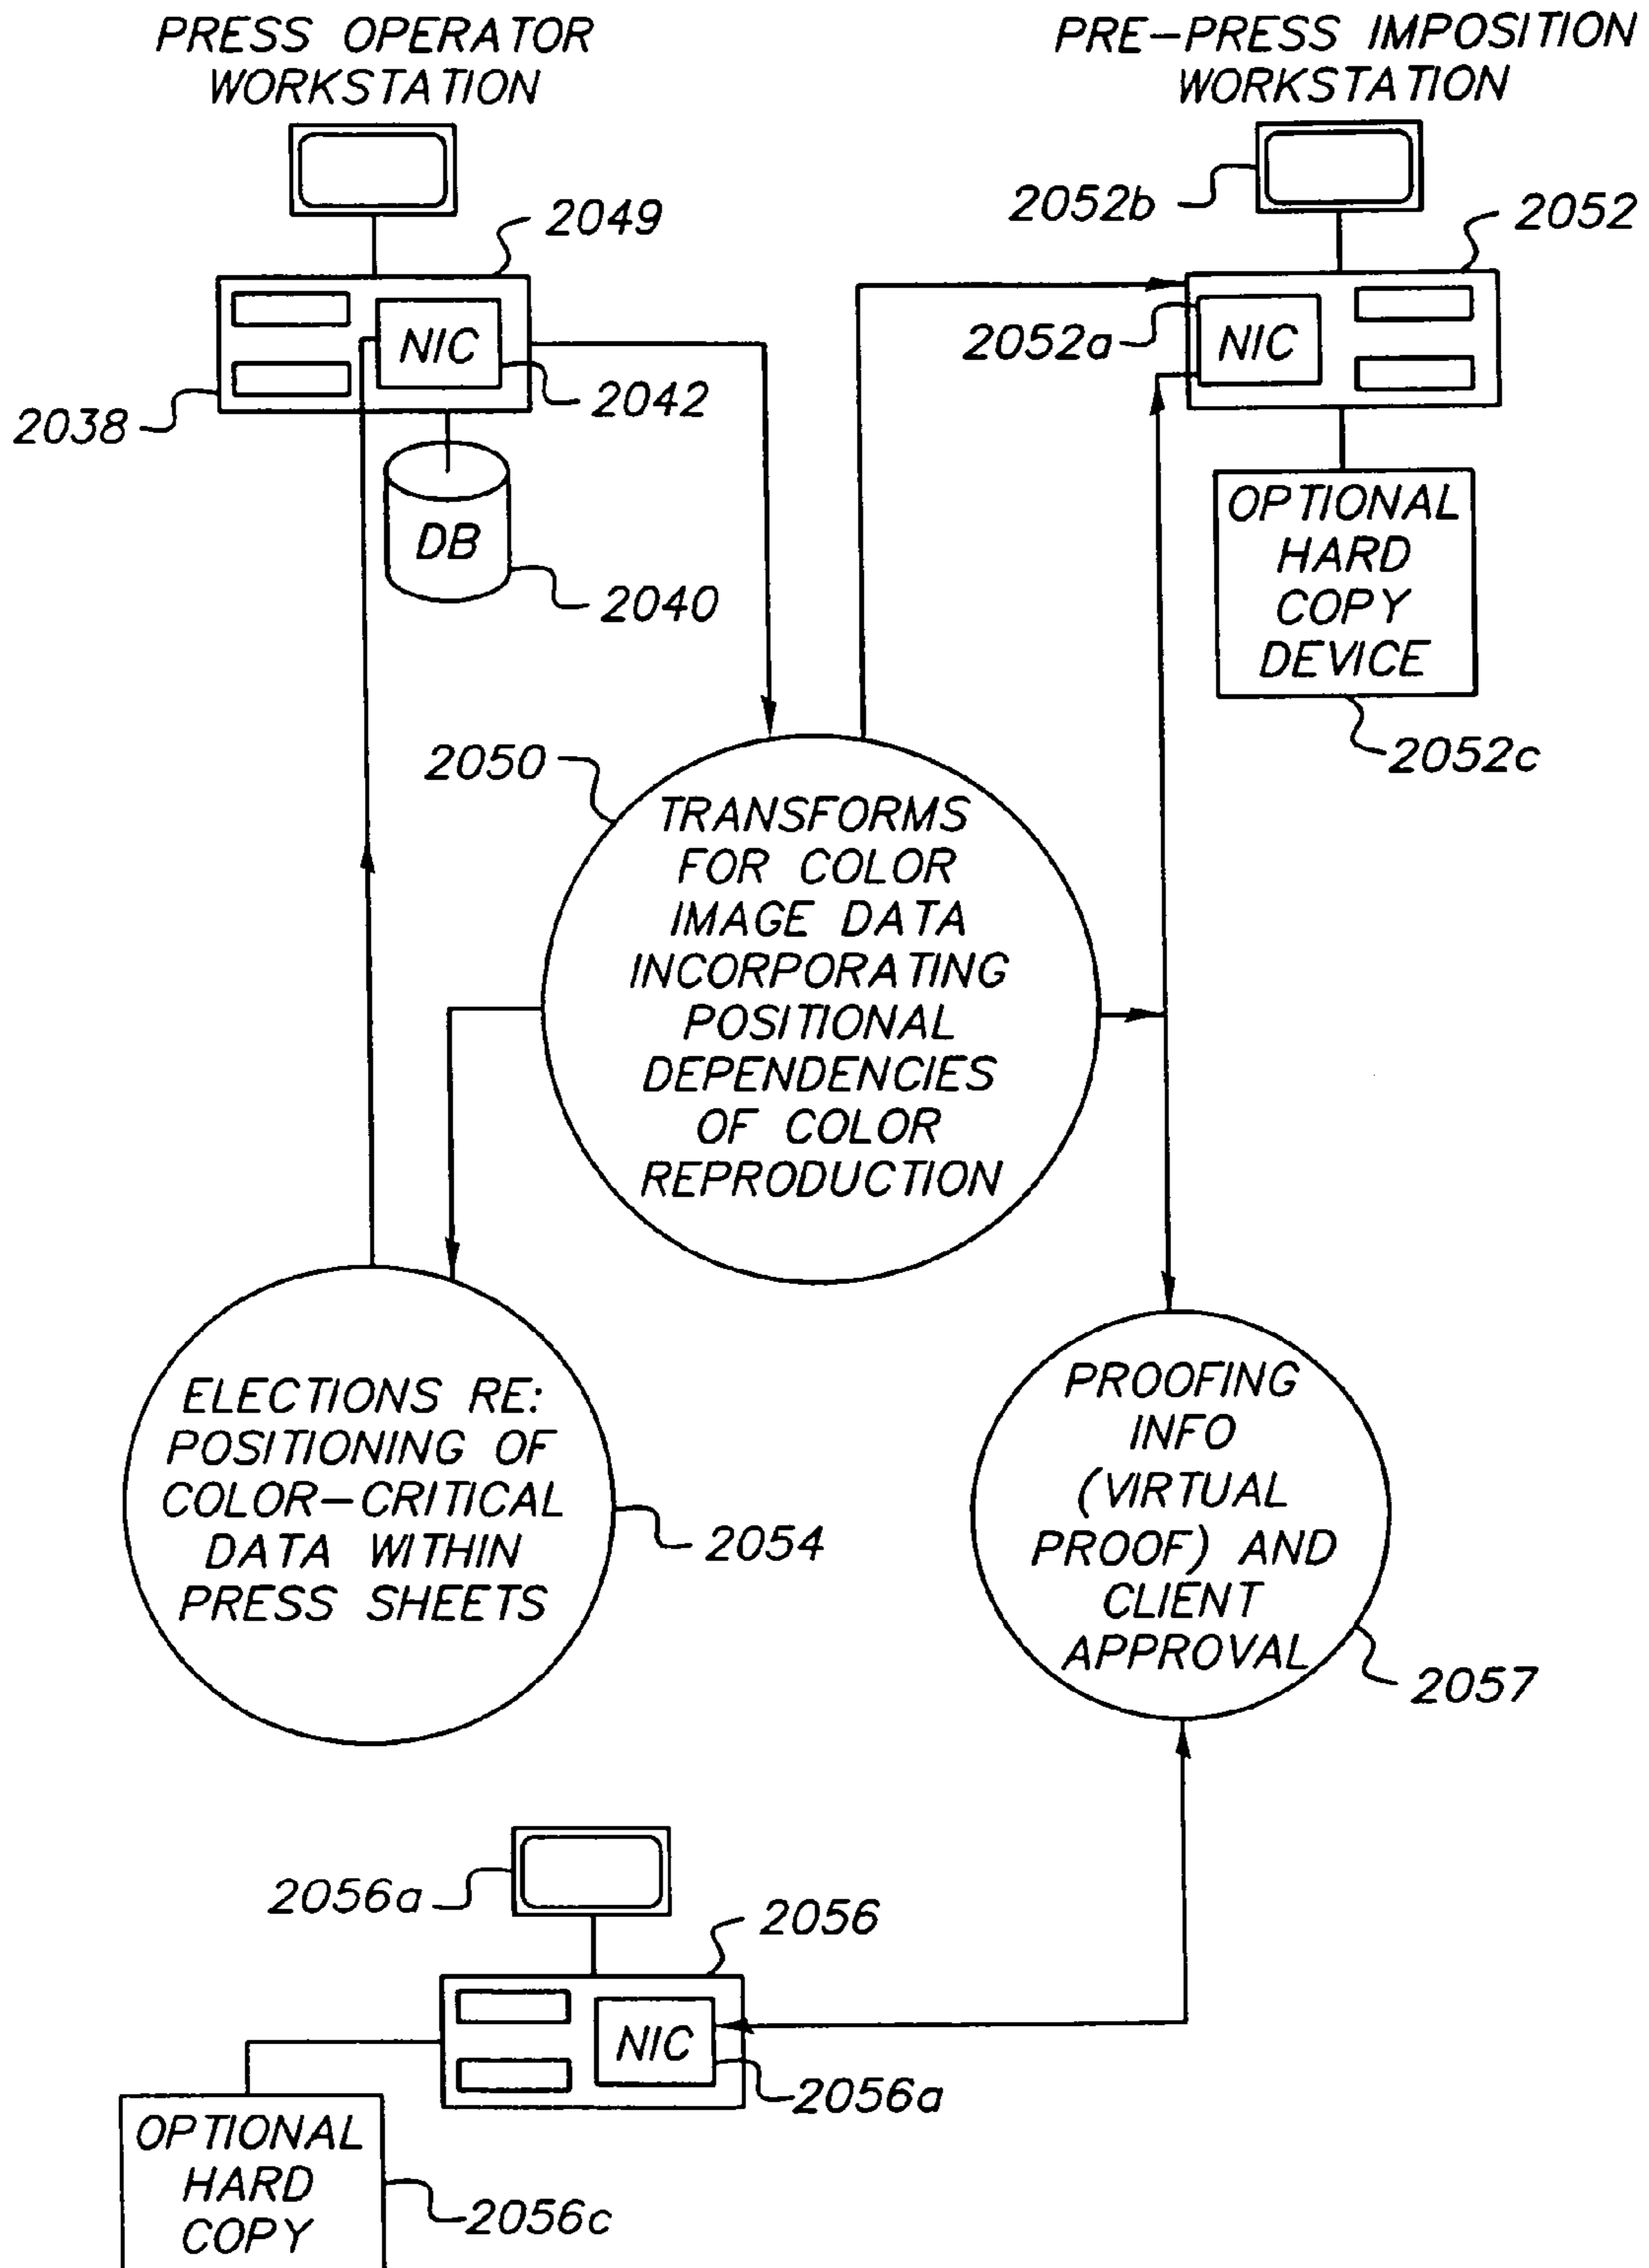 PRESS OPERATOR
WORKSTATION
PRE-PRESS IMPOSITION
WORKSTATION
2049
2052b
2052
NIC
2052a
NIC
2042
2038
DB
2040
OPTIONAL
HARD
COPY
DEVICE
2052c
2050
TRANSFORMS
FOR COLOR
IMAGE DATA
INCORPORATING
POSITIONAL
DEPENDENCIES
OF COLOR
REPRODUCTION
ELECTIONS RE:
POSITIONING OF
COLOR-CRITICAL
DATA WITHIN
PRESS SHEETS
2054
PROOFING
INFO
(VIRTUAL
PROOF) AND
CLIENT
APPROVAL
2057
2056a
2056
NIC
2056a
OPTIONAL
HARD
COPY
2056c